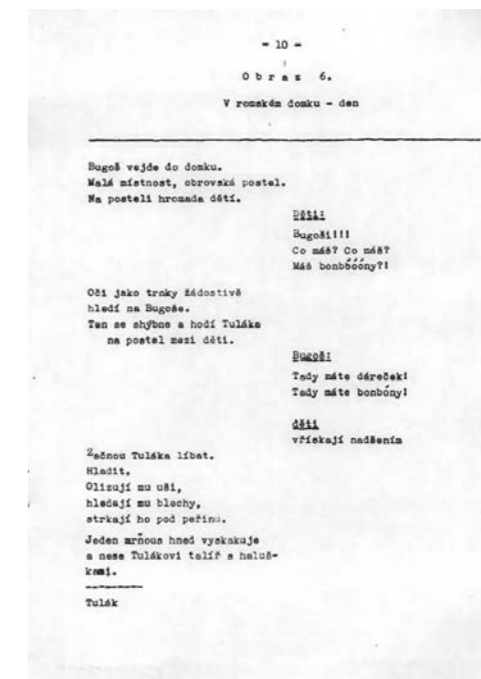 - 10 -
O b r a z   6.
V romském domku - den
Bugoš vejde do domku.
Malá místnost, obrovská postel.
Na posteli hromada dětí.
Děti:
Bugoši!!!
Co máš? Co máš?
Máš bonbóóóny?!
Oči jako trnky žádostivě
hledí na Bugoše.
Ten se shýbne a hodí Tuláka
na postel mezi děti.
Bugoš:
Tady máte dáreček!
Tady máte bonbony!
děti
vřískají nadšením
Začnou Tuláka líbat.
Hladit,
Olizují mu uši,
hledají mu blechy,
strkají ho pod peřinu.
Jeden mrňous hned vyskakuje
a nese Tulákovi talíř s haluš-
kami.
Tulák